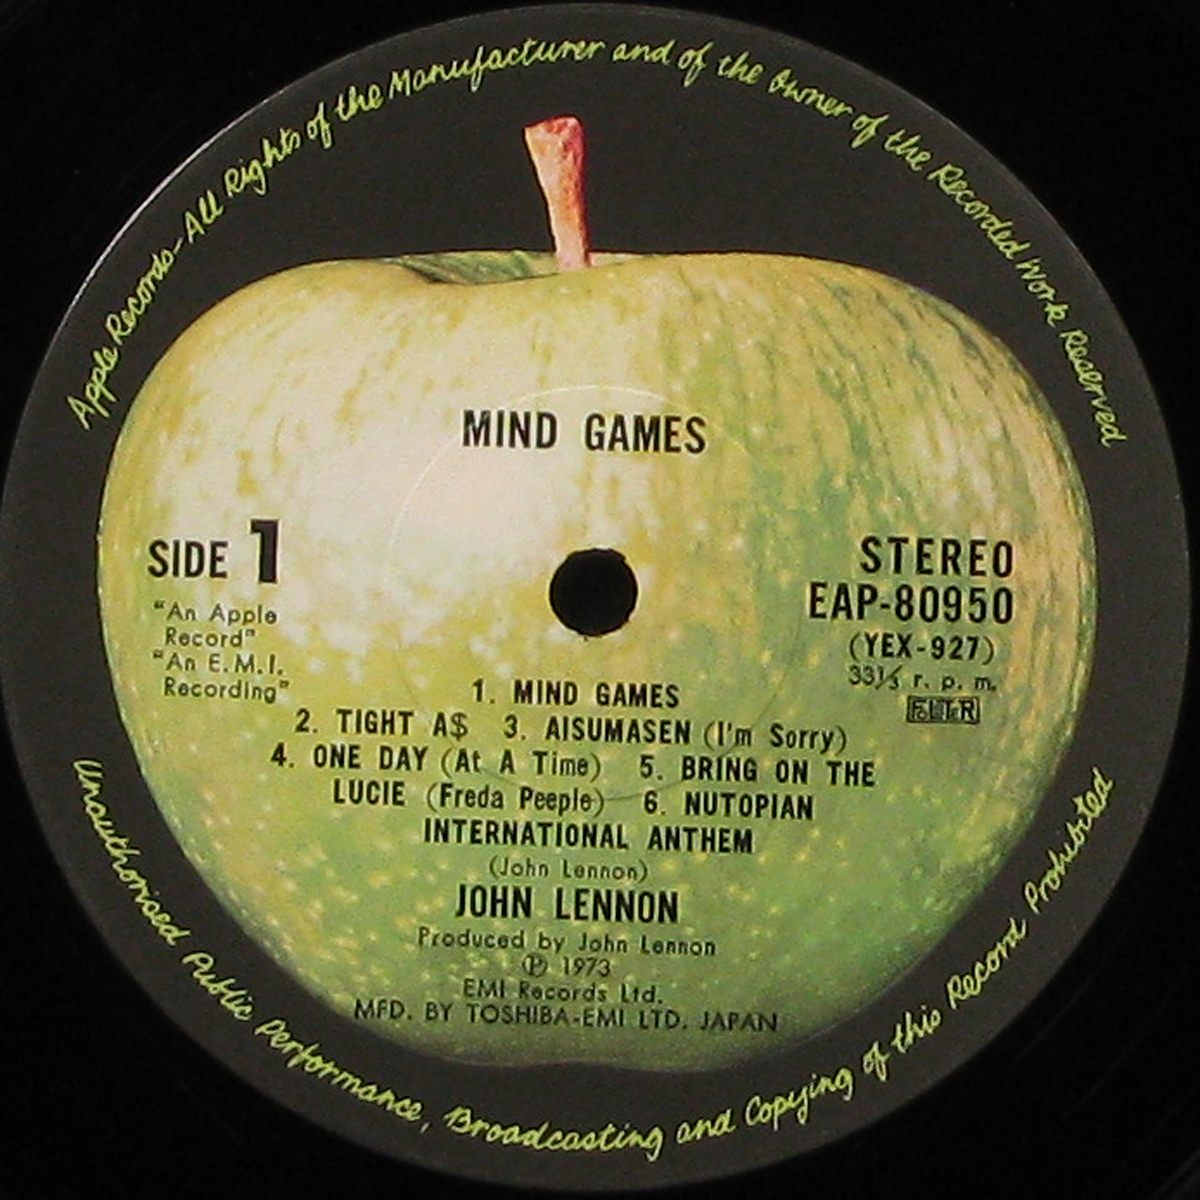 Apple Records-All Rights of the Manufacturer and of the Owner of the Recorded Work Reserved
MIND GAMES
SIDE 1
"An Apple
Record"
"An E.M.I.
Recording"
STEREO
EAP-80950
(YEX-927)
33⅓ r. p. m.
1. MIND GAMES
2. TIGHT A$ 3. AISUMASEN (I'm Sorry)
4. ONE DAY (At A Time) 5. BRING ON THE
LUCIE (Freda Peeple) 6. NUTOPIAN
INTERNATIONAL ANTHEM
(John Lennon)
JOHN LENNON
Produced by John Lennon
Ⓟ 1973
EMI Records Ltd.
MFD. BY TOSHIBA-EMI LTD. JAPAN
Unauthorised Public Performance, Broadcasting and Copying of this Record Prohibited